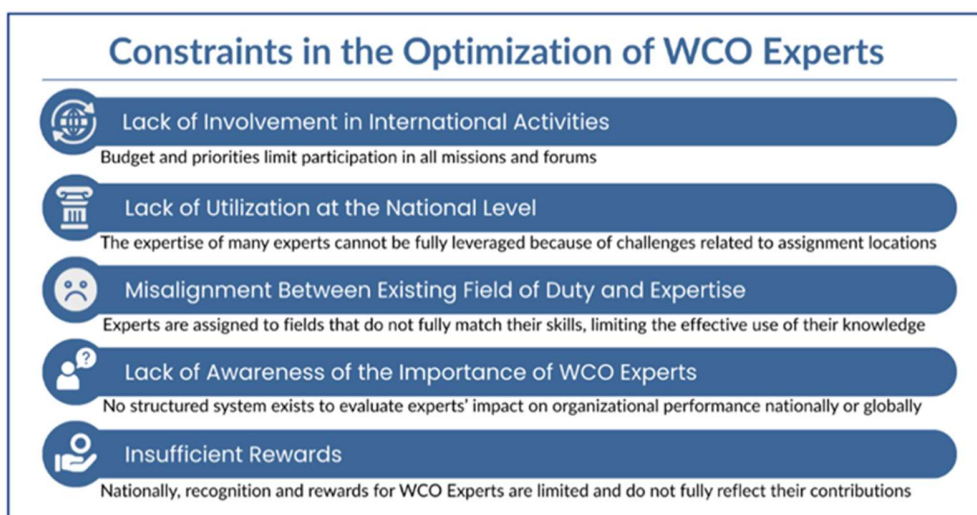 Constraints in the Optimization of WCO Experts
Lack of Involvement in International Activities
Budget and priorities limit participation in all missions and forums
Lack of Utilization at the National Level
The expertise of many experts cannot be fully leveraged because of challenges related to assignment locations
Misalignment Between Existing Field of Duty and Expertise
Experts are assigned to fields that do not fully match their skills, limiting the effective use of their knowledge
?
Lack of Awareness of the Importance of WCO Experts
No structured system exists to evaluate experts' impact on organizational performance nationally or globally
Insufficient Rewards
Nationally, recognition and rewards for WCO Experts are limited and do not fully reflect their contributions